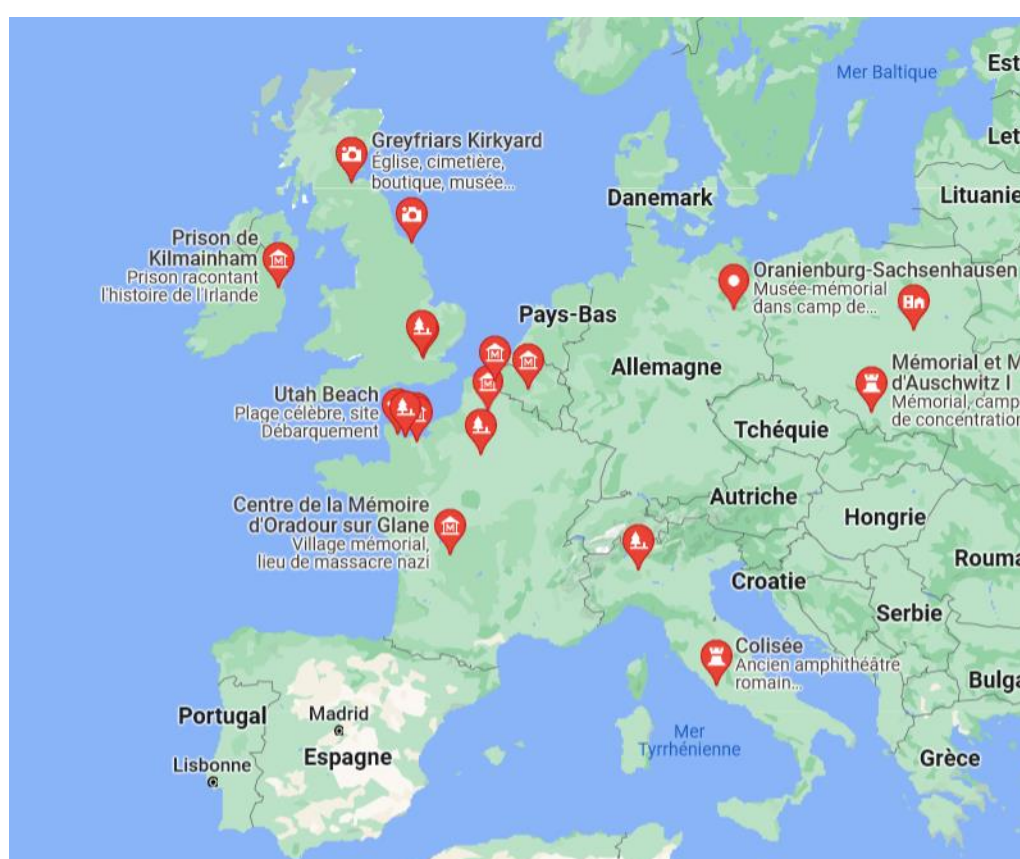 Mer Baltique
Est
Greyfriars Kirkyard
Église, cimetière,
boutique, musée...
Let
Danemark
Lituanie
Prison de
Kilmainham
Prison racontant
l'histoire de l'Irlande
Oranienburg-Sachsenhausen
Musée-mémorial
dans camp de...
Pays-Bas
Allemagne
Mémorial et M
d'Auschwitz I
Mémorial, camp
de concentration
Utah Beach
Plage célèbre, site
Débarquement
Tchéquie
Centre de la Mémoire
d'Oradour sur Glane
Village mémorial,
lieu de massacre nazi
Autriche
Hongrie
Rouma
Croatie
Serbie
Colisée
Ancien amphithéâtre
romain...
Bulga
Portugal
Madrid
Espagne
Lisbonne
Mer
Tyrrhénienne
Grèce